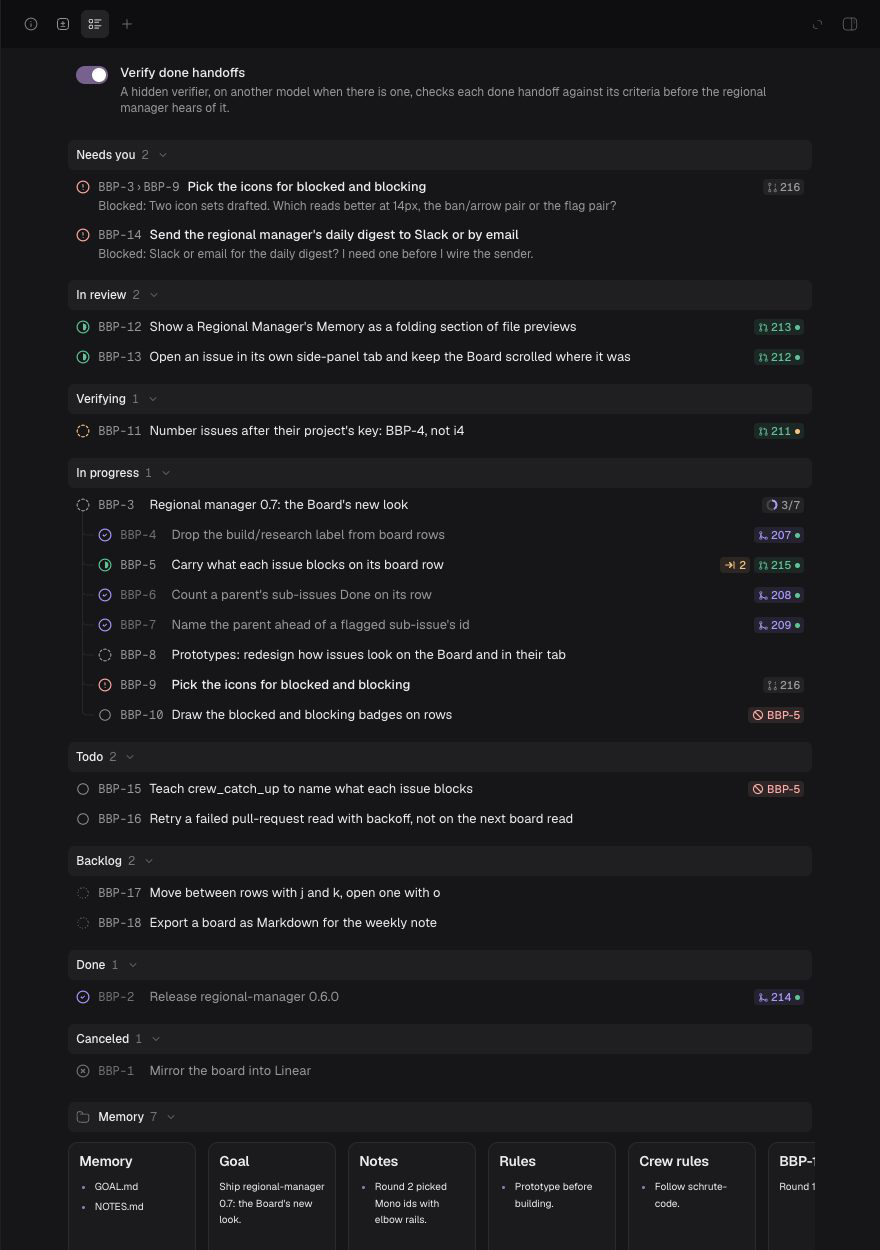 Verify done handoffs
A hidden verifier, on another model when there is one, checks each done handoff against its criteria before the regional
manager hears of it.
Needs you 2
BBP-3 › BBP-9 Pick the icons for blocked and blocking 216
Blocked: Two icon sets drafted. Which reads better at 14px, the ban/arrow pair or the flag pair?
BBP-14 Send the regional manager's daily digest to Slack or by email
Blocked: Slack or email for the daily digest? I need one before I wire the sender.
In review 2
BBP-12 Show a Regional Manager's Memory as a folding section of file previews 213
BBP-13 Open an issue in its own side-panel tab and keep the Board scrolled where it was 212
Verifying 1
BBP-11 Number issues after their project's key: BBP-4, not i4 211
In progress 1
BBP-3 Regional manager 0.7: the Board's new look 3/7
BBP-4 Drop the build/research label from board rows 207
BBP-5 Carry what each issue blocks on its board row 2 215
BBP-6 Count a parent's sub-issues Done on its row 208
BBP-7 Name the parent ahead of a flagged sub-issue's id 209
BBP-8 Prototypes: redesign how issues look on the Board and in their tab
BBP-9 Pick the icons for blocked and blocking 216
BBP-10 Draw the blocked and blocking badges on rows BBP-5
Todo 2
BBP-15 Teach crew_catch_up to name what each issue blocks BBP-5
BBP-16 Retry a failed pull-request read with backoff, not on the next board read
Backlog 2
BBP-17 Move between rows with j and k, open one with o
BBP-18 Export a board as Markdown for the weekly note
Done 1
BBP-2 Release regional-manager 0.6.0 214
Canceled 1
BBP-1 Mirror the board into Linear
Memory 7
Memory
GOAL.md
NOTES.md
Goal
Ship regional-manager
0.7: the Board's new
look.
Notes
Round 2 picked
Mono ids with
elbow rails.
Rules
Prototype before
building.
Crew rules
Follow schrute-
code.
BBP-1
Round 1